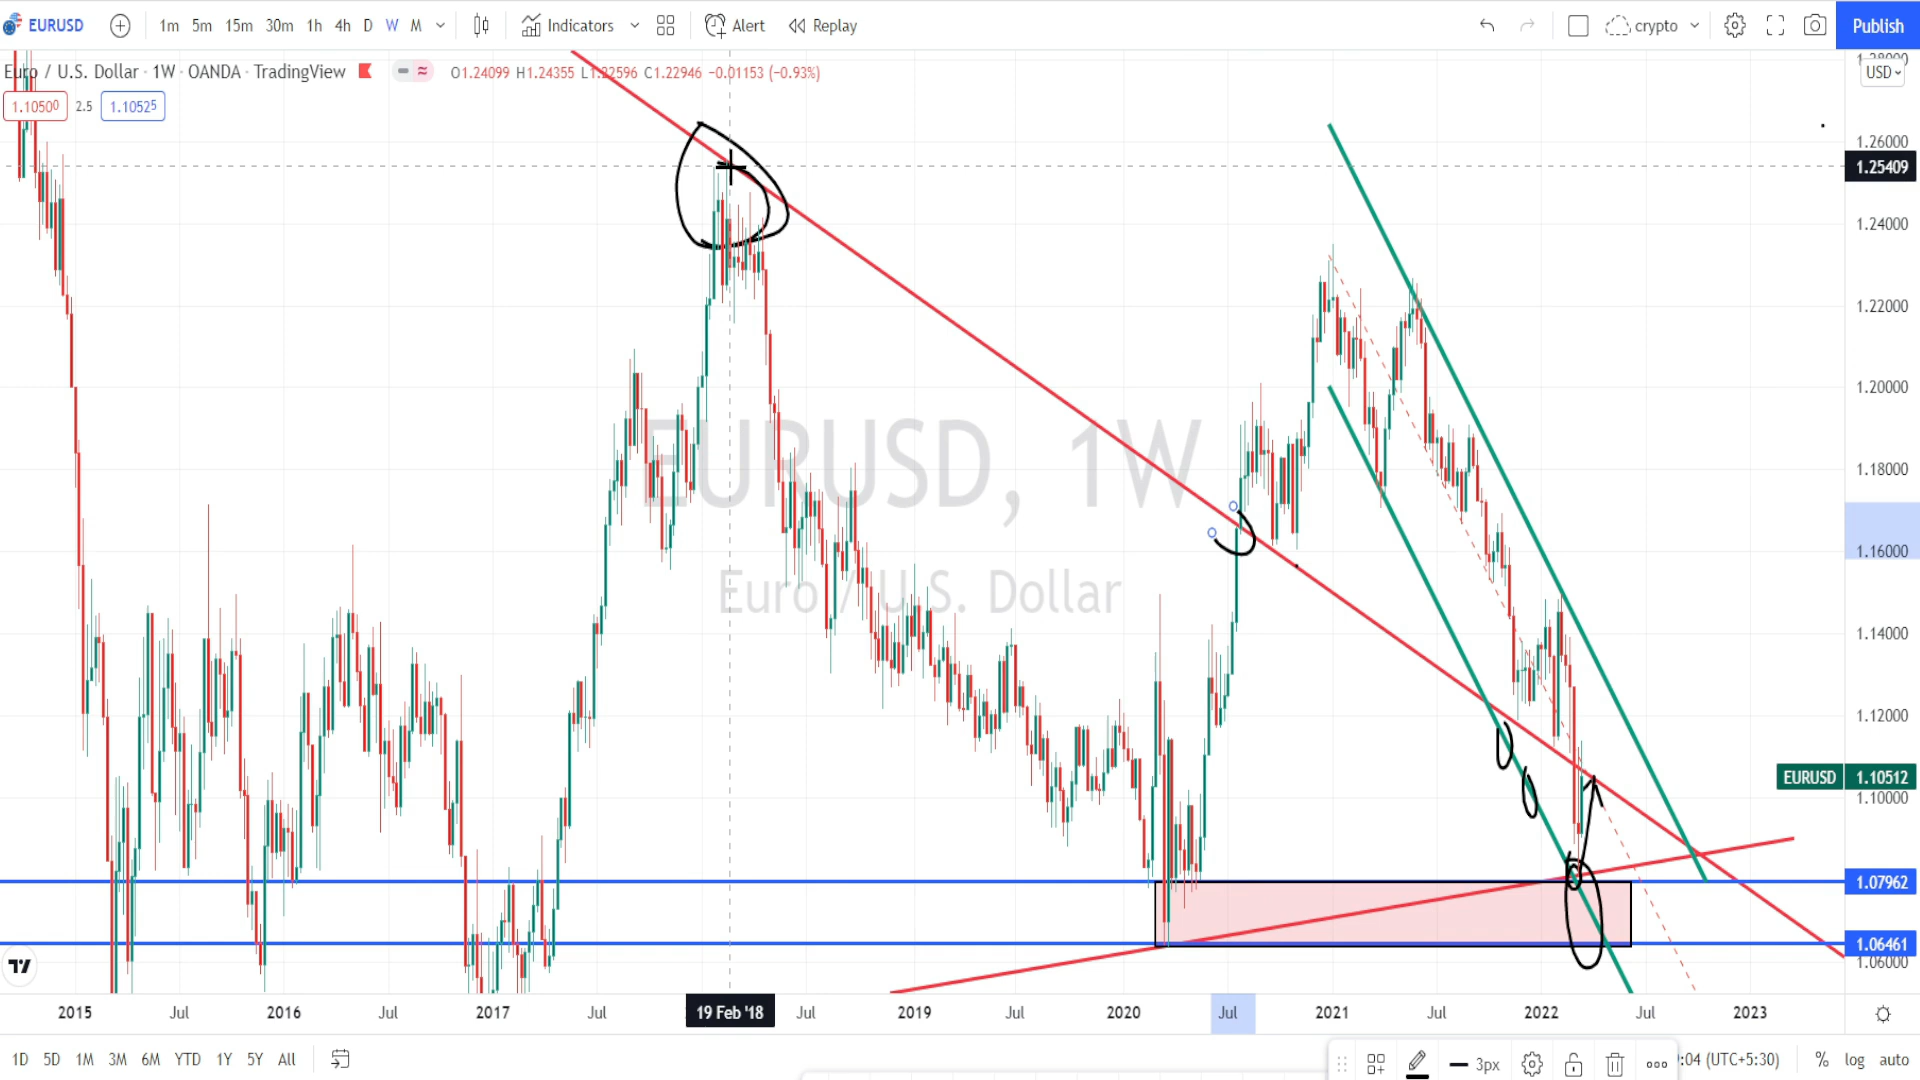 EURUSD 1m 5m 15m 30m 1h 4h D W M Indicators Alert Replay crypto Publish
Euro / U.S. Dollar · 1W · OANDA · TradingView O1.24099 H1.24355 L1.22596 C1.22946 −0.01153 (−0.93%)
USD
1.10500 2.5 1.10525
1.26000
1.25409
1.24000
1.22000
1.20000
1.18000
1.16000
1.14000
1.12000
EURUSD 1.10512
1.10000
1.07962
1.06461
1.06000
EURUSD, 1W
Euro / U.S. Dollar
2015 Jul 2016 Jul 2017 Jul 19 Feb '18 Jul 2019 Jul 2020 Jul 2021 Jul 2022 Jul 2023
1D 5D 1M 3M 6M YTD 1Y 5Y All 3px :04 (UTC+5:30) % log auto